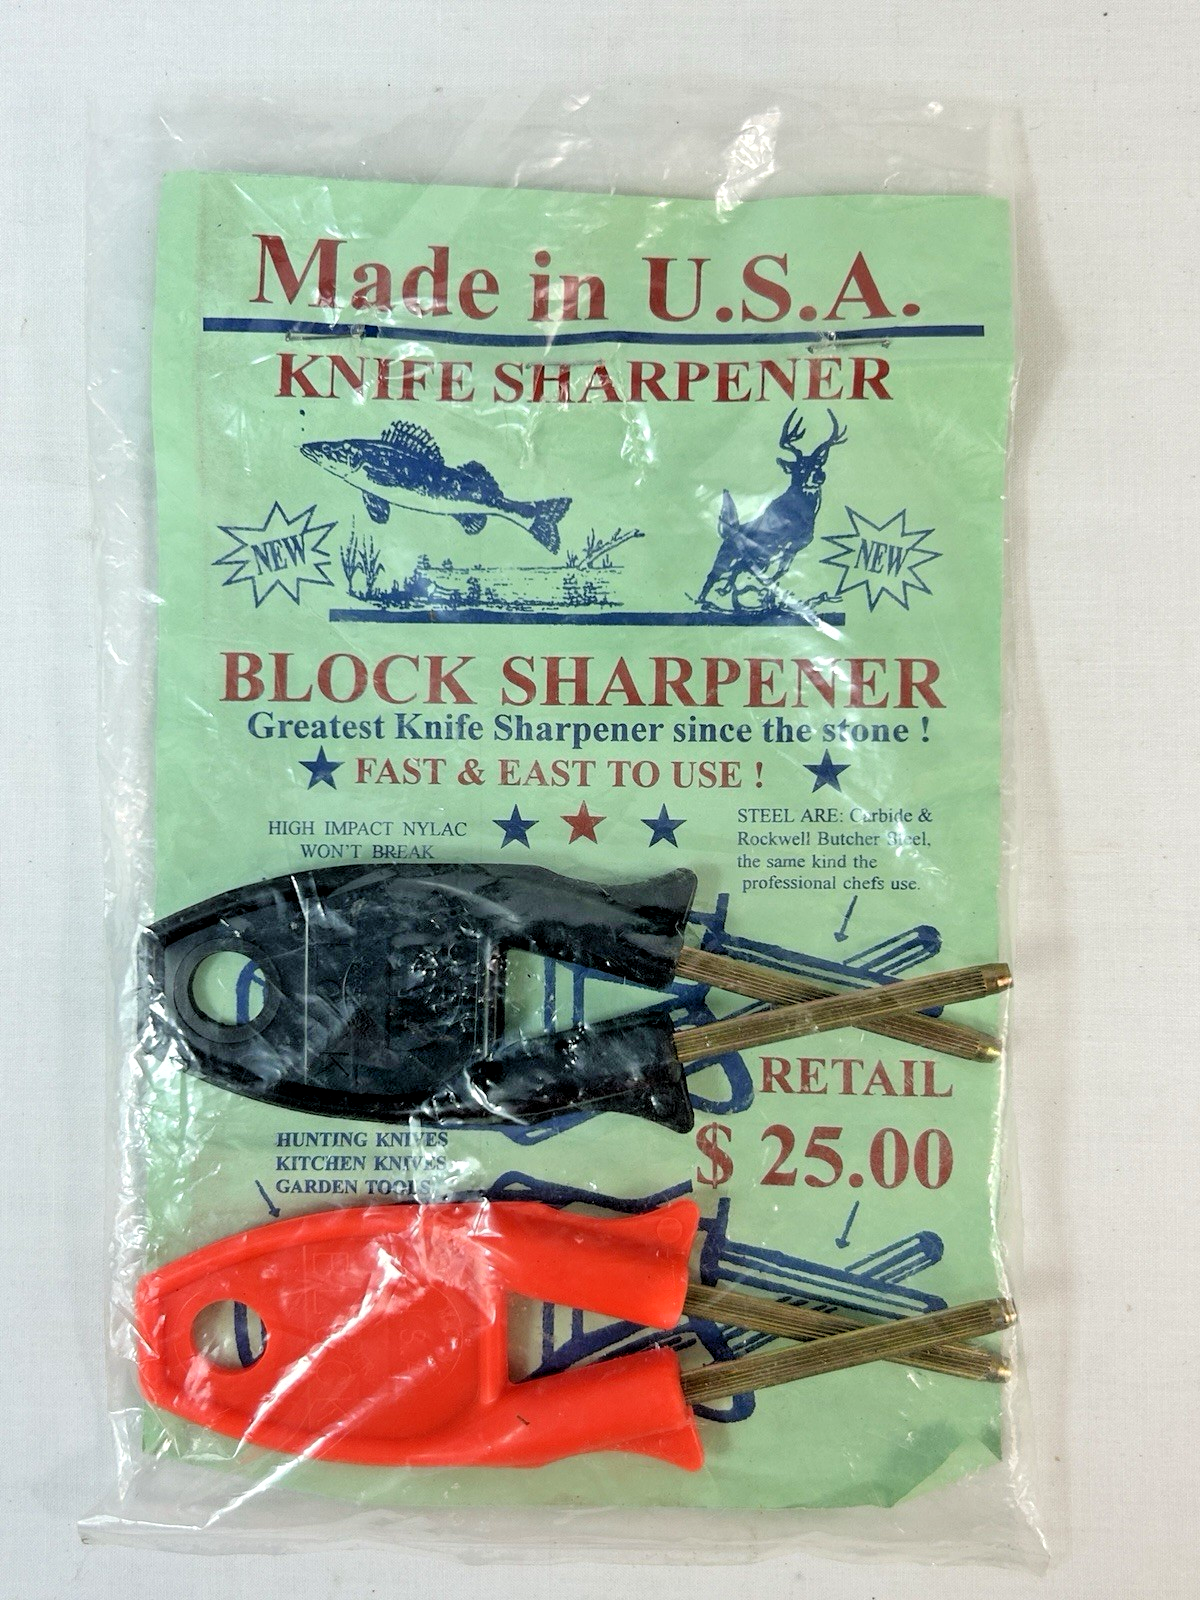 Made in U.S.A.
KNIFE SHARPENER
NEW
NEW
BLOCK SHARPENER
Greatest Knife Sharpener since the stone !
FAST & EAST TO USE !
HIGH IMPACT NYLAC
WON'T BREAK
STEEL ARE: Carbide &
Rockwell Butcher Steel,
the same kind the
professional chefs use.
RETAIL
$ 25.00
HUNTING KNIVES
KITCHEN KNIVES
GARDEN TOOLS